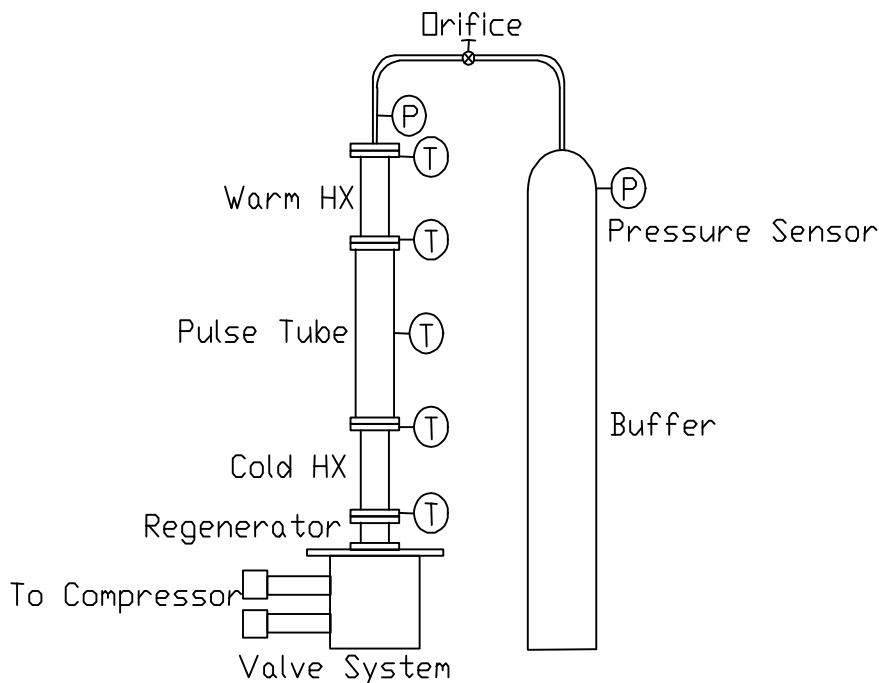 Orifice
P
T
Warm HX
P
Pressure Sensor
T
Pulse Tube
T
T
Buffer
Cold HX
T
Regenerator
To Compressor
Valve System